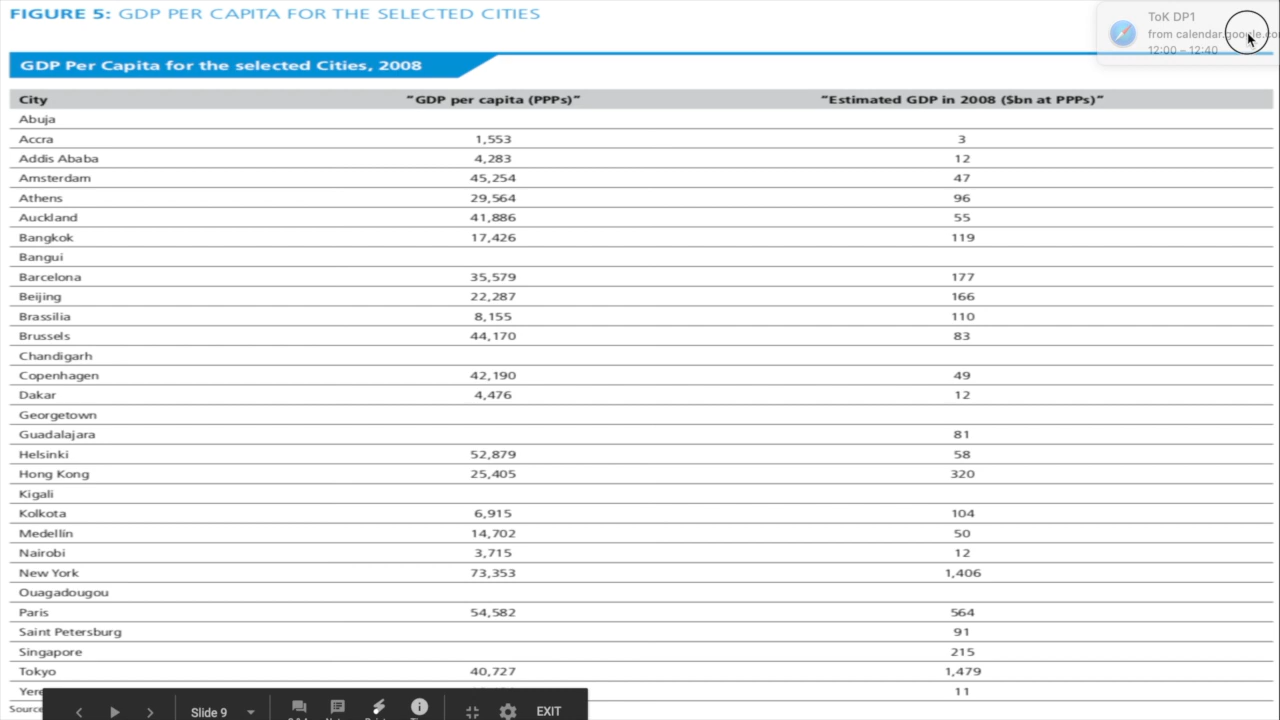 FIGURE 5: GDP PER CAPITA FOR THE SELECTED CITIES
ToK DP1
from calendar.google.co
12:00 – 12:40
GDP Per Capita for the selected Cities, 2008
City "GDP per capita (PPPs)" "Estimated GDP in 2008 ($bn at PPPs)"
Abuja
Accra 1,553 3
Addis Ababa 4,283 12
Amsterdam 45,254 47
Athens 29,564 96
Auckland 41,886 55
Bangkok 17,426 119
Bangui
Barcelona 35,579 177
Beijing 22,287 166
Brassilia 8,155 110
Brussels 44,170 83
Chandigarh
Copenhagen 42,190 49
Dakar 4,476 12
Georgetown
Guadalajara 81
Helsinki 52,879 58
Hong Kong 25,405 320
Kigali
Kolkota 6,915 104
Medellín 14,702 50
Nairobi 3,715 12
New York 73,353 1,406
Ouagadougou
Paris 54,582 564
Saint Petersburg 91
Singapore 215
Tokyo 40,727 1,479
Yere 11
Source
Slide 9 EXIT